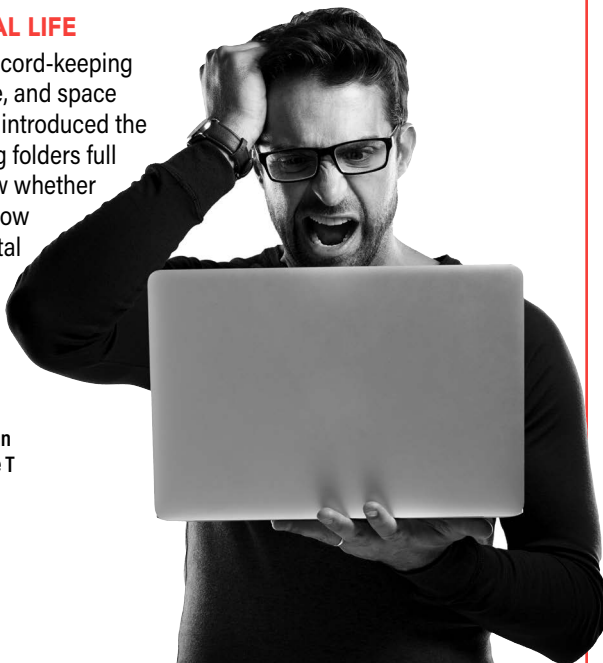 AL LIFE
cord-keeping
e, and space
introduced the
g folders full
w whether
ow
tal
n
T